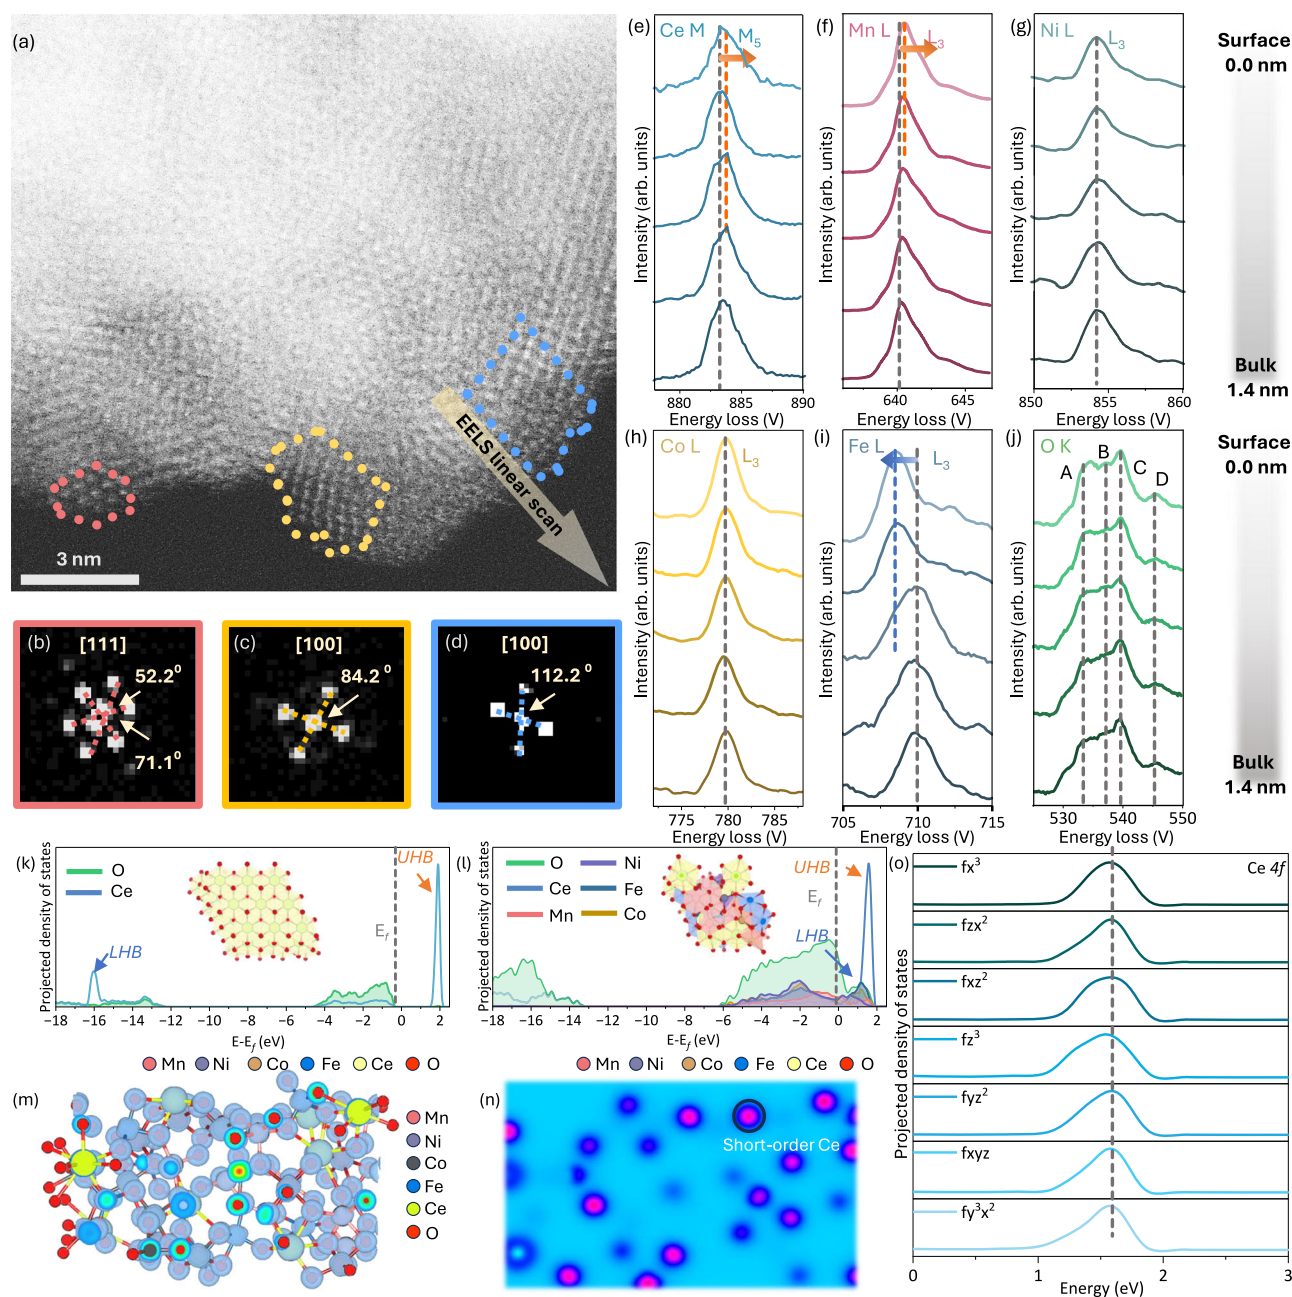 (a)
EELS linear scan
3 nm
(b)
[111]
52.2⁰
71.1⁰
(c)
[100]
84.2 ⁰
(d)
[100]
112.2 ⁰
(e)
Ce M
M₅
Intensity (arb. units)
880 885 890
Energy loss (V)
(f)
Mn L
L₃
Intensity (arb. units)
640 645
Energy loss (V)
(g)
Ni L
L₃
Intensity (arb. units)
850 855 860
Energy loss (V)
Surface
0.0 nm
Bulk
1.4 nm
(h)
Co L
L₃
Intensity (arb. units)
775 780 785
Energy loss (V)
(i)
Fe L
L₃
Intensity (arb. units)
705 710 715
Energy loss (V)
(j)
O K
A B C D
Intensity (arb. units)
530 540 550
Energy loss (V)
Surface
0.0 nm
Bulk
1.4 nm
(k)
Projected density of states
O
Ce
UHB
LHB
E_f
−18 −16 −14 −12 −10 −8 −6 −4 −2 0 2
E-E_f (eV)
(l)
Projected density of states
O Ni
Ce Fe
Mn Co
UHB
E_f
LHB
−18 −16 −14 −12 −10 −8 −6 −4 −2 0 2
E-E_f (eV)
Mn Ni Co Fe Ce O
(m)
Mn
Ni
Co
Fe
Ce
O
Mn Ni Co Fe Ce O
(n)
Short-order Ce
(o)
Ce 4f
Projected density of states
fx³
fzx²
fxz²
fz³
fyz²
fxyz
fy³x²
0 1 2 3
Energy (eV)